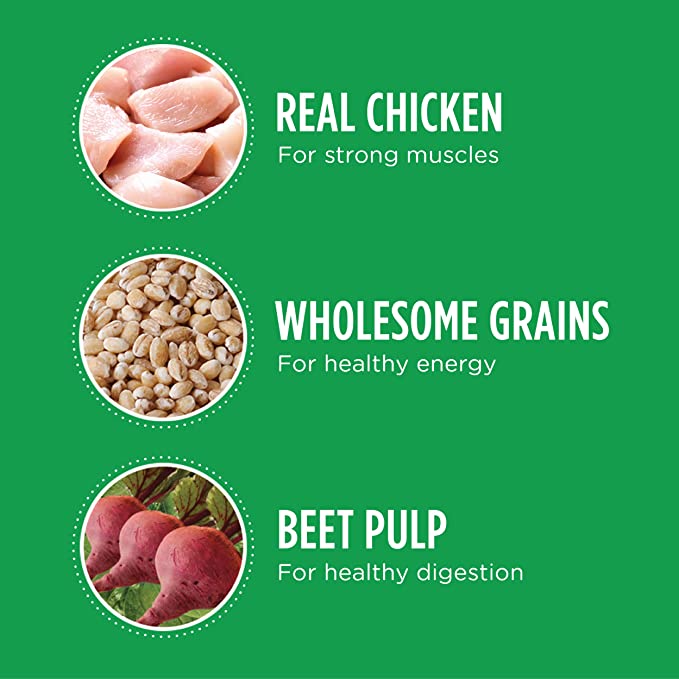 REAL CHICKEN
For strong muscles
WHOLESOME GRAINS
For healthy energy
BEET PULP
For healthy digestion